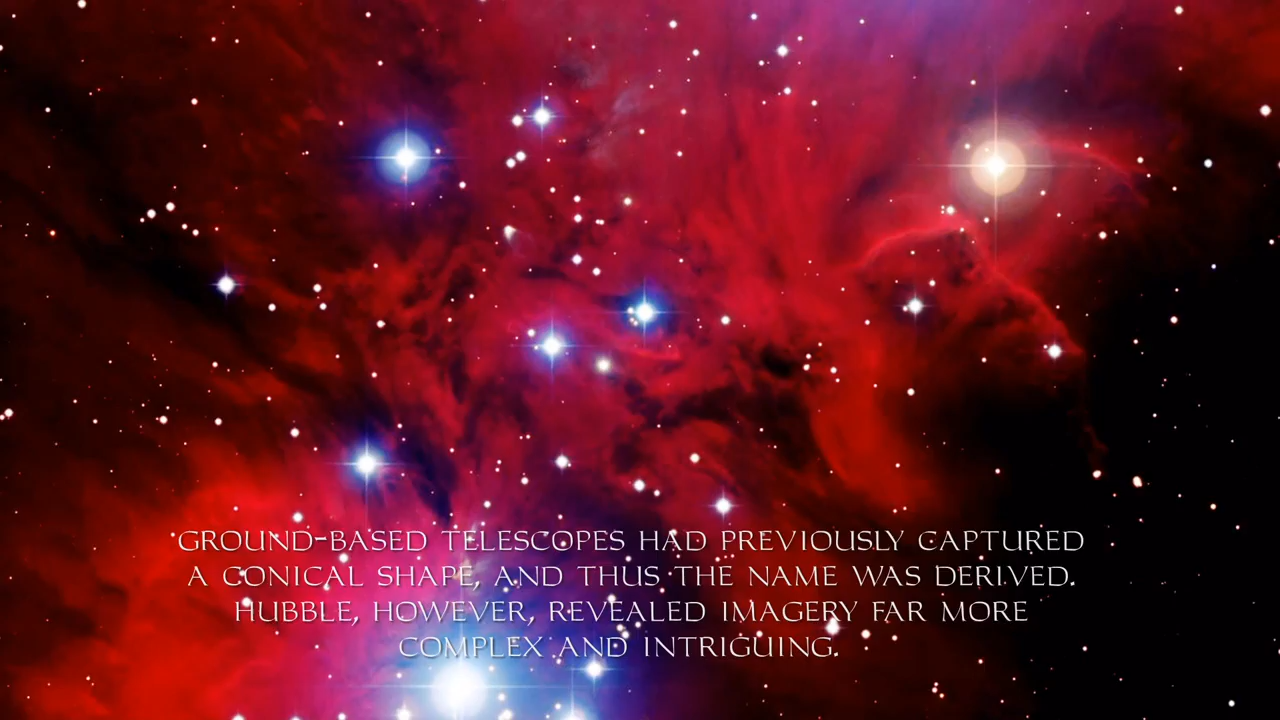 GROUND-BASED TELESCOPES HAD PREVIOUSLY CAPTURED
A CONICAL SHAPE, AND THUS THE NAME WAS DERIVED.
HUBBLE, HOWEVER, REVEALED IMAGERY FAR MORE
COMPLEX AND INTRIGUING.